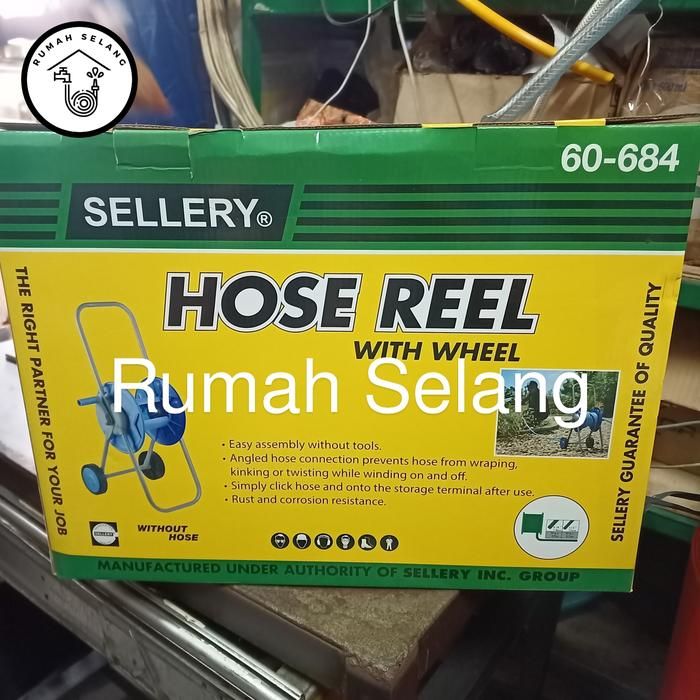 RUMAH SELANG
60-684
SELLERY®
HOSE REEL
WITH WHEEL
THE RIGHT PARTNER FOR YOUR JOB
SELLERY GUARANTEE OF QUALITY
Rumah Selang
• Easy assembly without tools.
• Angled hose connection prevents hose from wraping,
kinking or twisting while winding on and off.
• Simply click hose and onto the storage terminal after use.
• Rust and corrosion resistance.
WITHOUT
HOSE
MANUFACTURED UNDER AUTHORITY OF SELLERY INC. GROUP